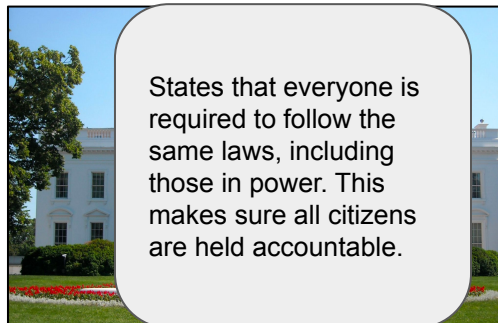 States that everyone is
required to follow the
same laws, including
those in power. This
makes sure all citizens
are held accountable.